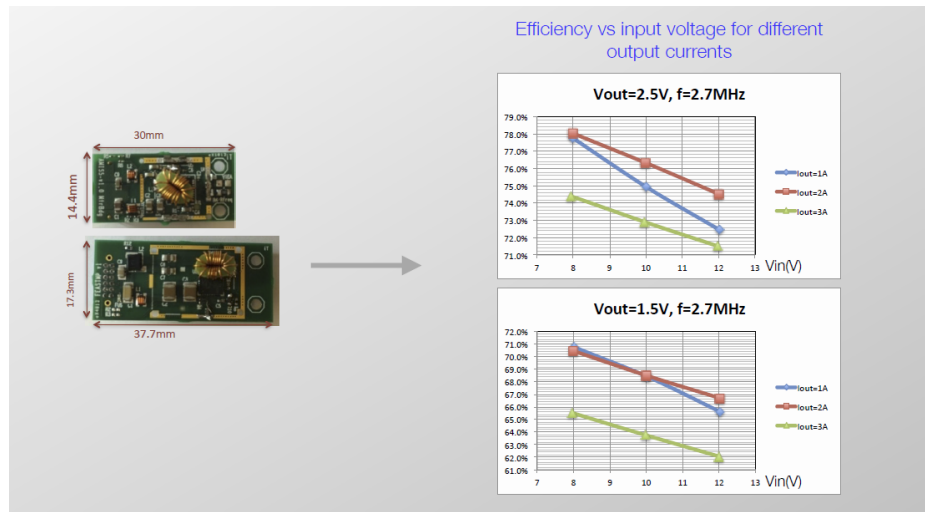 Efficiency vs input voltage for different
output currents
30mm
14.4mm
17.3mm
37.7mm
Vout=2.5V, f=2.7MHz
79.0%
78.0%
77.0%
76.0%
75.0%
74.0%
73.0%
72.0%
71.0%
7 8 9 10 11 12 13 Vin(V)
Iout=1A
Iout=2A
Iout=3A
Vout=1.5V, f=2.7MHz
72.0%
71.0%
70.0%
69.0%
68.0%
67.0%
66.0%
65.0%
64.0%
63.0%
62.0%
61.0%
7 8 9 10 11 12 13 Vin(V)
Iout=1A
Iout=2A
Iout=3A